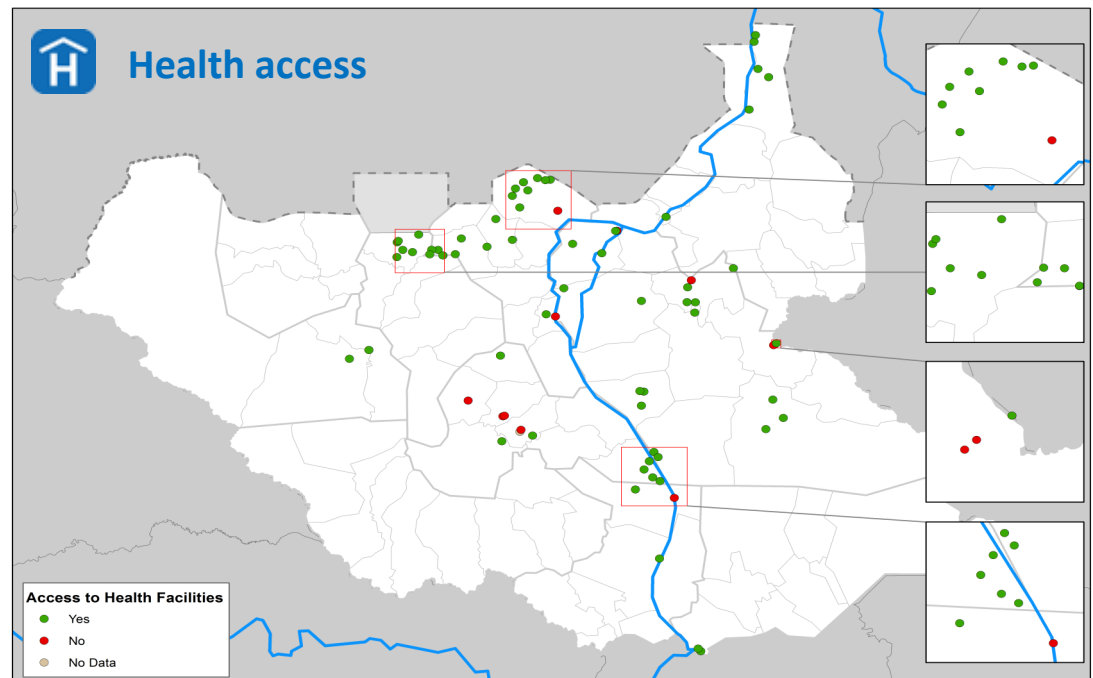 H
Health access
Access to Health Facilities
Yes
No
No Data